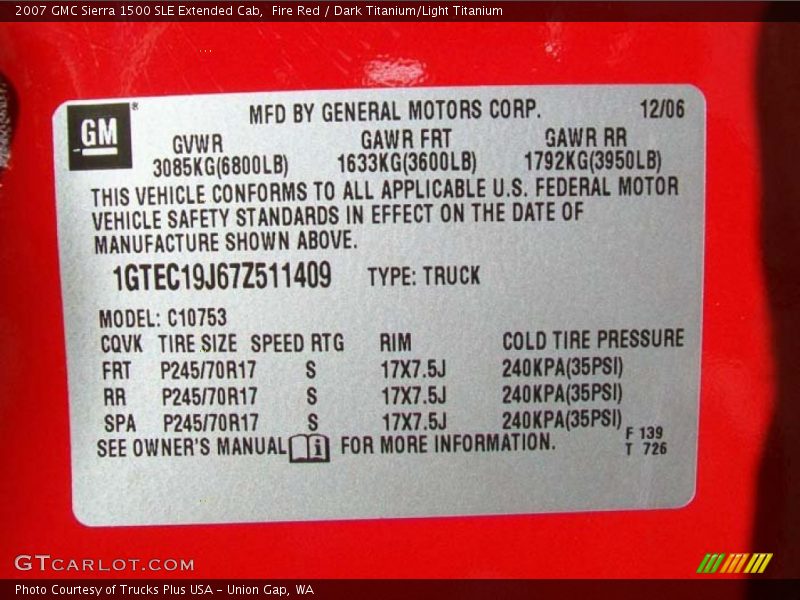 2007 GMC Sierra 1500 SLE Extended Cab,  Fire Red / Dark Titanium/Light Titanium
GM ®
MFD BY GENERAL MOTORS CORP. 12/06
GVWR GAWR FRT GAWR RR
3085KG(6800LB) 1633KG(3600LB) 1792KG(3950LB)
THIS VEHICLE CONFORMS TO ALL APPLICABLE U.S. FEDERAL MOTOR
VEHICLE SAFETY STANDARDS IN EFFECT ON THE DATE OF
MANUFACTURE SHOWN ABOVE.
1GTEC19J67Z511409 TYPE: TRUCK
MODEL: C10753
CQVK TIRE SIZE SPEED RTG RIM COLD TIRE PRESSURE
FRT P245/70R17 S 17X7.5J 240KPA(35PSI)
RR P245/70R17 S 17X7.5J 240KPA(35PSI)
SPA P245/70R17 S 17X7.5J 240KPA(35PSI)
SEE OWNER'S MANUAL i FOR MORE INFORMATION.
F 139
T 726
GTCARLOT.COM
Photo Courtesy of Trucks Plus USA - Union Gap, WA